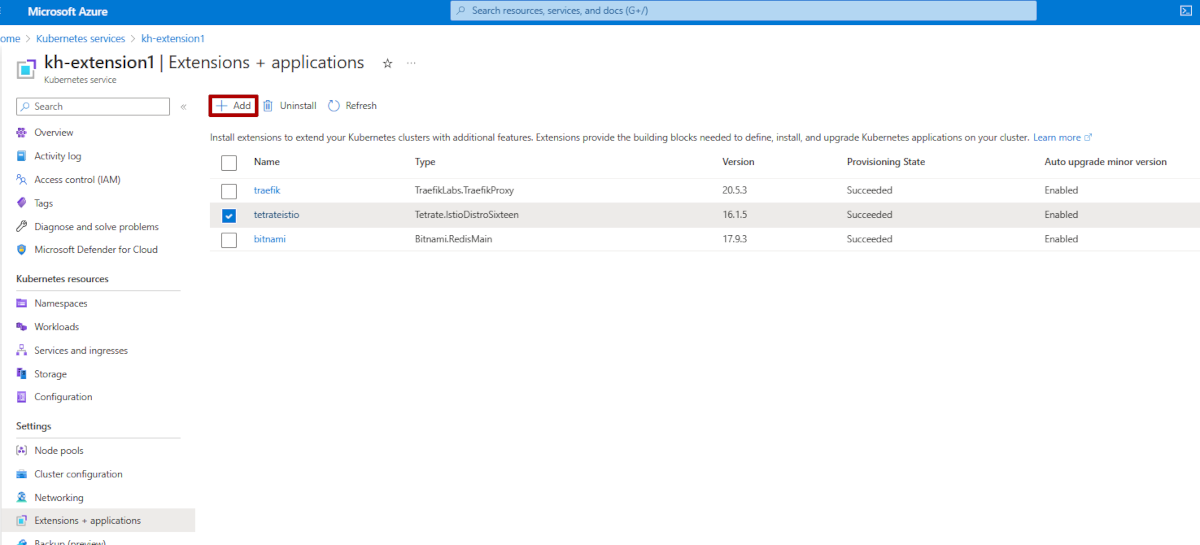 Microsoft Azure
Search resources, services, and docs (G+/)
ome > Kubernetes services > kh-extension1
kh-extension1 | Extensions + applications
Kubernetes service
Search
Overview
Activity log
Access control (IAM)
Tags
Diagnose and solve problems
Microsoft Defender for Cloud
Kubernetes resources
Namespaces
Workloads
Services and ingresses
Storage
Configuration
Settings
Node pools
Cluster configuration
Networking
Extensions + applications
Backup (preview)
Add Uninstall Refresh
Install extensions to extend your Kubernetes clusters with additional features. Extensions provide the building blocks needed to define, install, and upgrade Kubernetes applications on your cluster. Learn more
Name Type Version Provisioning State Auto upgrade minor version
traefik TraefikLabs.TraefikProxy 20.5.3 Succeeded Enabled
tetrateistio Tetrate.IstioDistroSixteen 16.1.5 Succeeded Enabled
bitnami Bitnami.RedisMain 17.9.3 Succeeded Enabled